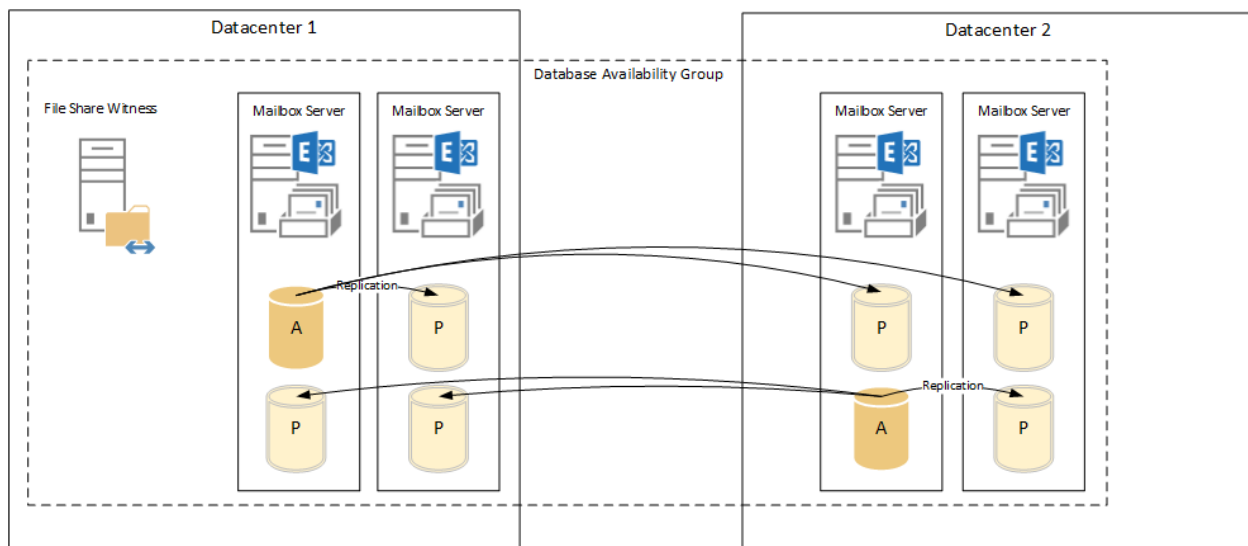 Datacenter 1
Datacenter 2
Database Availability Group
File Share Witness
Mailbox Server
Mailbox Server
Mailbox Server
Mailbox Server
E
E
E
E
Replication
A
P
P
P
P
P
Replication
A
P